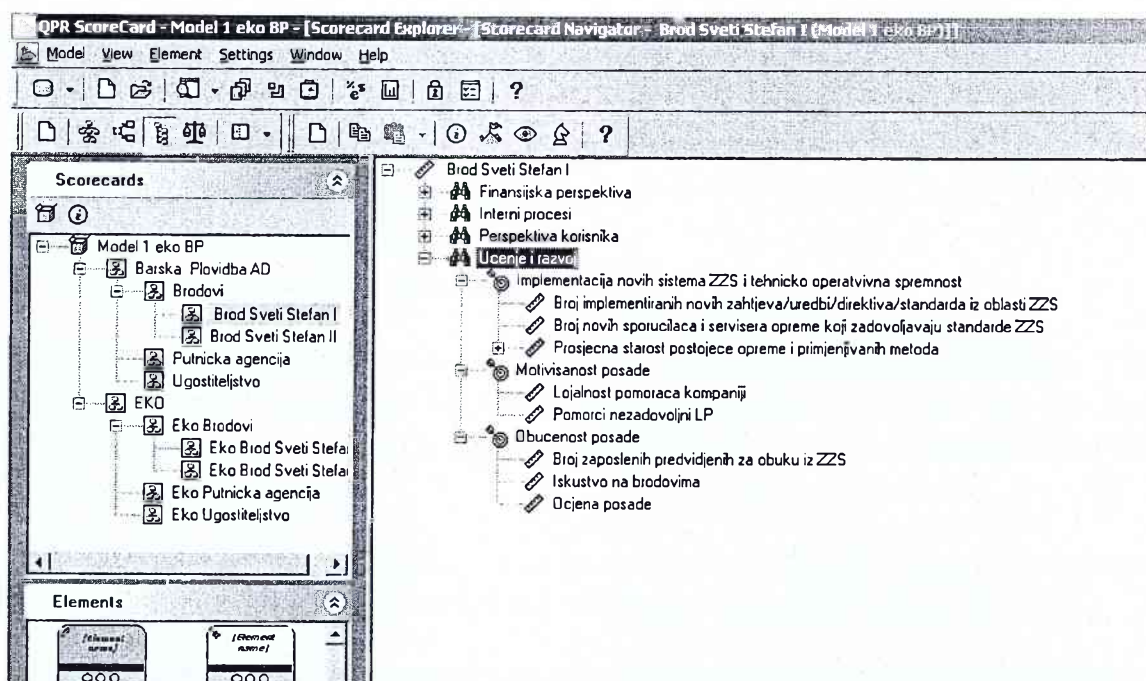 QPR ScoreCard - Model 1 eko BP - [Scorecard Explorer - [Scorecard Navigator - Brod Sveti Stefan I (Model 1 eko BP)]]
Model View Element Settings Window Help
Scorecards
Model 1 eko BP
Barska Plovidba AD
Brodovi
Brod Sveti Stefan I
Brod Sveti Stefan II
Putnicka agencija
Ugostiteljstvo
EKO
Eko Brodovi
Eko Brod Sveti Stefa
Eko Brod Sveti Stefa
Eko Putnicka agencija
Eko Ugostiteljstvo
Elements
[Element name]
[Element name]
Brod Sveti Stefan I
Finansijska perspektiva
Interni procesi
Perspektiva korisnika
Ucenje i razvoj
Implementacija novih sistema ZZS i tehnicko operatvivna spremnost
Broj implementiranih novih zahtjeva/uredbi/direktiva/standarda iz oblasti ZZS
Broj novih sporucilaca i servisera opreme koji zadovoljavaju standarde ZZS
Prosjecna starost postojece opreme i primjenjivanih metoda
Motivisanost posade
Lojalnost pomoraca kompaniji
Pomorci nezadovoljni LP
Obucenost posade
Broj zaposlenih predvidjenih za obuku iz ZZS
Iskustvo na brodovima
Ocjena posade